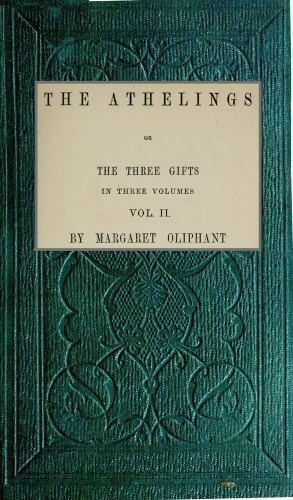 THE ATHELINGS
OR
THE THREE GIFTS
IN THREE VOLUMES
VOL. II.
BY MARGARET OLIPHANT